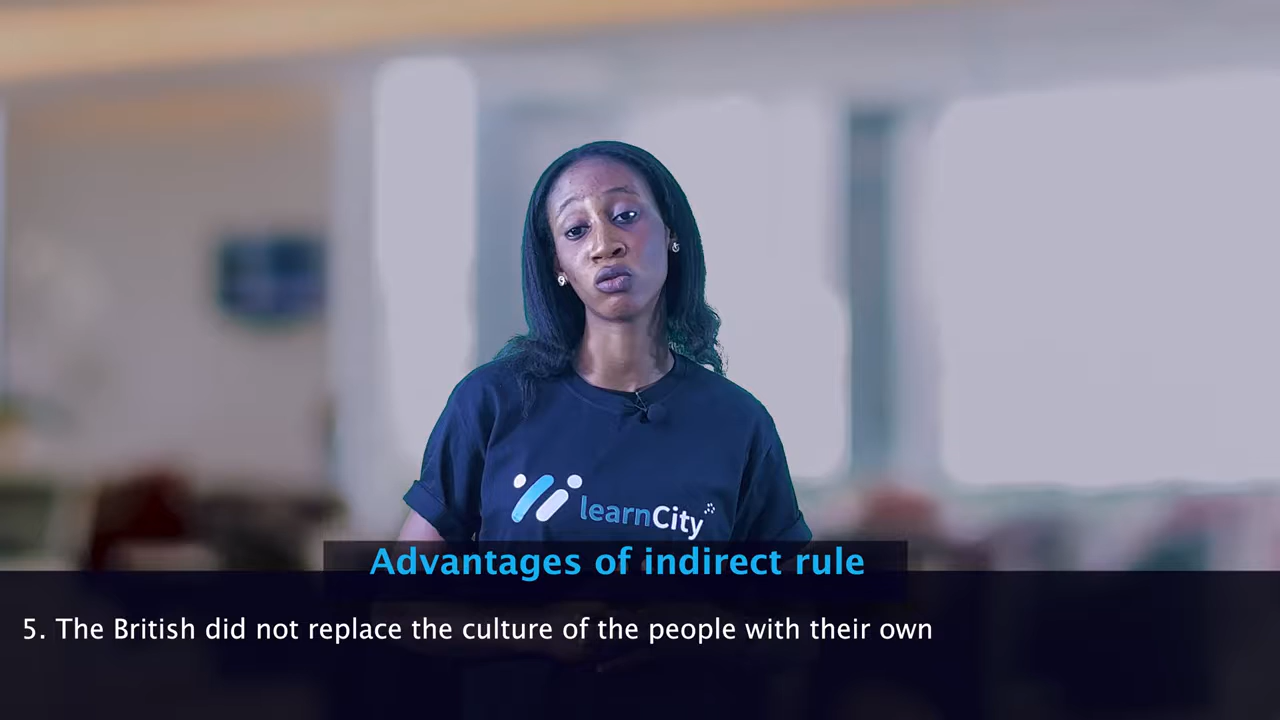 learnCity
Advantages of indirect rule
5. The British did not replace the culture of the people with their own